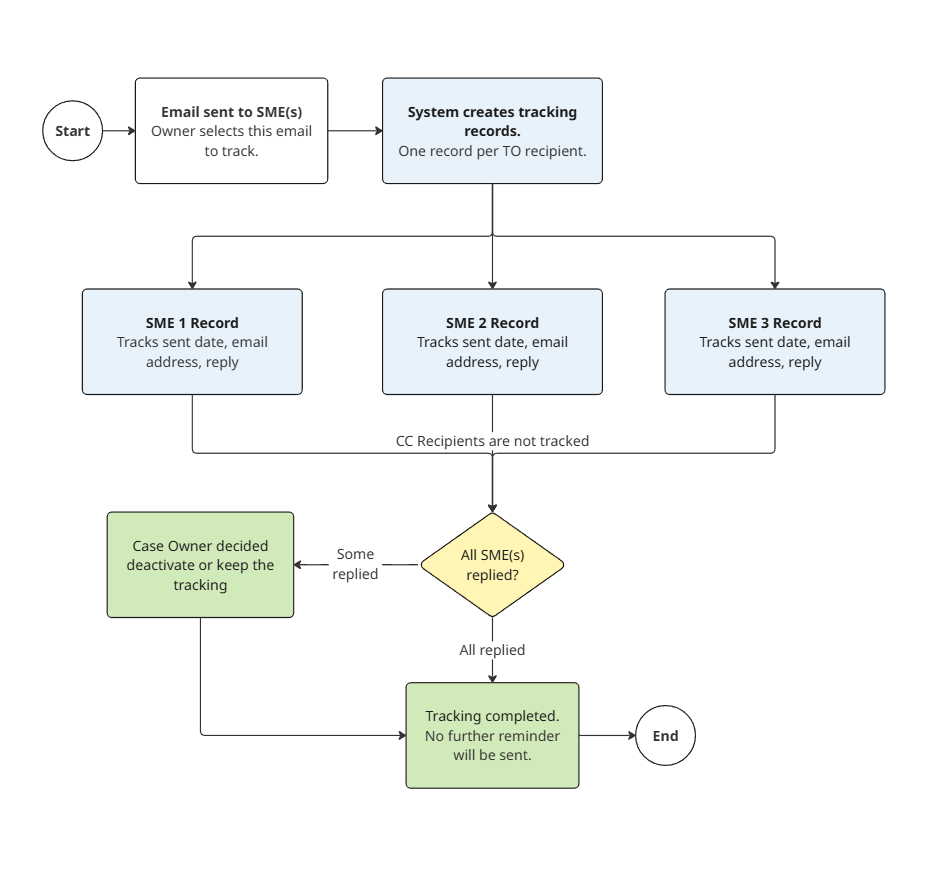 Start
Email sent to SME(s)
Owner selects this email
to track.
System creates tracking
records.
One record per TO recipient.
SME 1 Record
Tracks sent date, email
address, reply
SME 2 Record
Tracks sent date, email
address, reply
SME 3 Record
Tracks sent date, email
address, reply
CC Recipients are not tracked
Case Owner decided
deactivate or keep the
tracking
Some
replied
All SME(s)
replied?
All replied
Tracking completed.
No further reminder
will be sent.
End